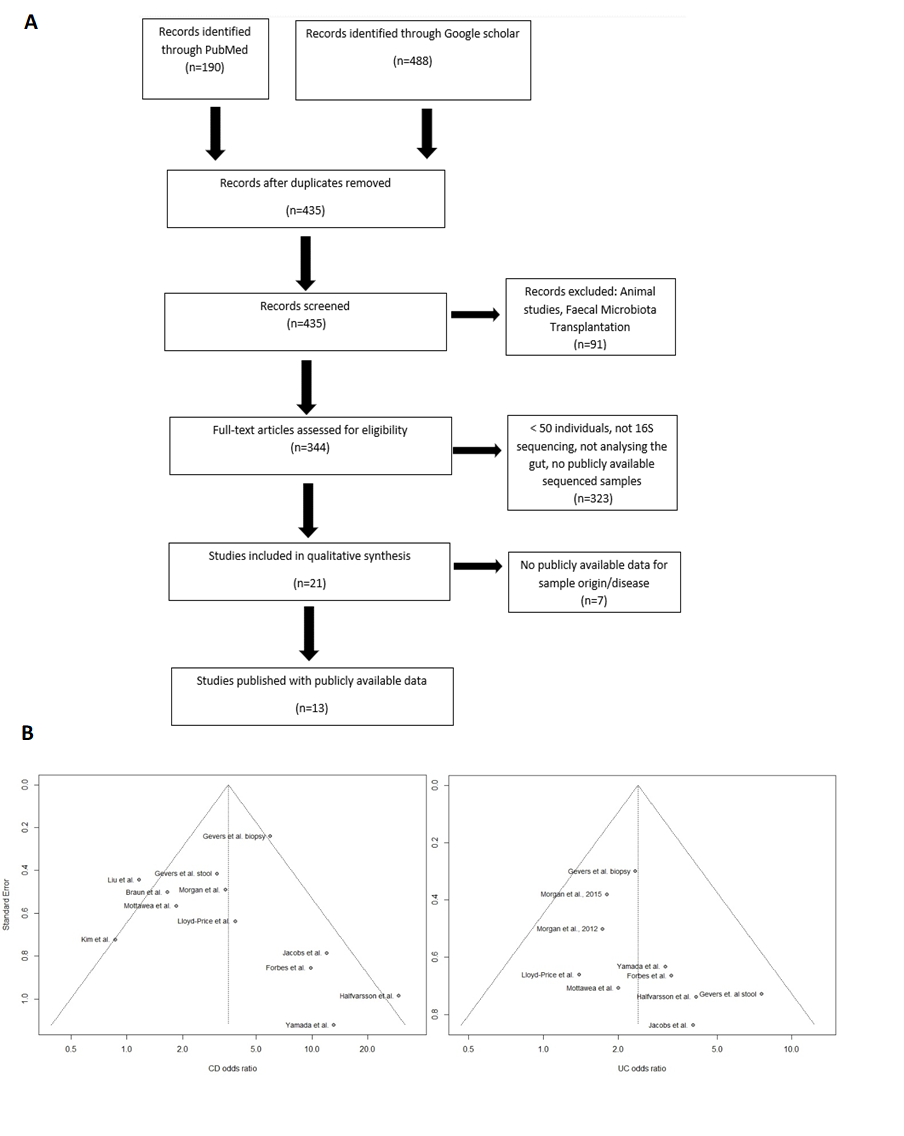 A
Records identified
through PubMed
(n=190)
Records identified through Google scholar
(n=488)
Records after duplicates removed
(n=435)
Records screened
(n=435)
Records excluded: Animal
studies, Faecal Microbiota
Transplantation
(n=91)
Full-text articles assessed for eligibility
(n=344)
< 50 individuals, not 16S
sequencing, not analysing the
gut, no publicly available
sequenced samples
(n=323)
Studies included in qualitative synthesis
(n=21)
No publicly available data for
sample origin/disease
(n=7)
Studies published with publicly available data
(n=13)
B
Standard Error
0.0
0.2
0.4
0.6
0.8
1.0
Gevers et al. biopsy
Gevers et al. stool
Liu et al.
Morgan et al.
Braun et al.
Mottawea et al.
Lloyd-Price et al.
Kim et al.
Jacobs et al.
Forbes et al.
Halfvarsson et al.
Yamada et al.
0.5
1.0
2.0
5.0
10.0
20.0
CD odds ratio
0.0
0.2
0.4
0.6
0.8
Gevers et al. biopsy
Morgan et al., 2015
Morgan et al., 2012
Yamada et al.
Lloyd-Price et al.
Forbes et al.
Mottawea et al.
Halfvarsson et al.
Gevers et. al stool
Jacobs et al.
0.5
1.0
2.0
5.0
10.0
UC odds ratio